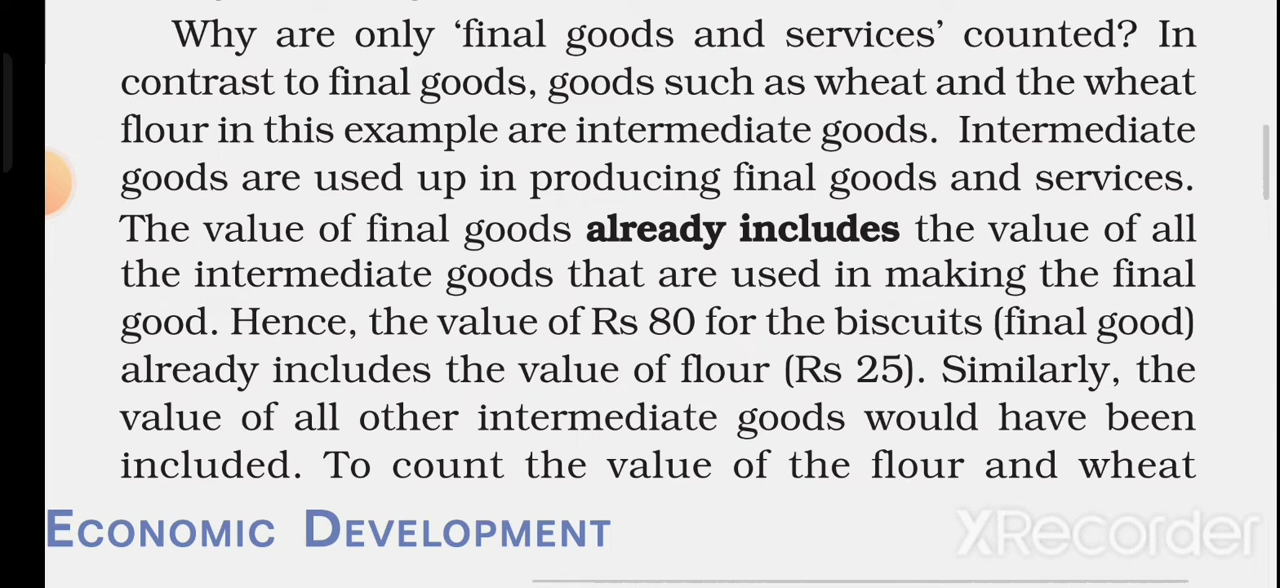 Why are only ‘final goods and services’ counted? In
contrast to final goods, goods such as wheat and the wheat
flour in this example are intermediate goods. Intermediate
goods are used up in producing final goods and services.
The value of final goods already includes the value of all
the intermediate goods that are used in making the final
good. Hence, the value of Rs 80 for the biscuits (final good)
already includes the value of flour (Rs 25). Similarly, the
value of all other intermediate goods would have been
included. To count the value of the flour and wheat
ECONOMIC DEVELOPMENT
XRecorder